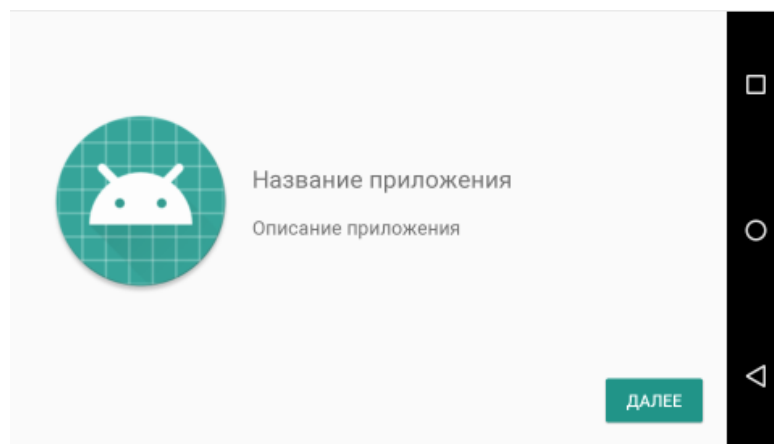 Название приложения
Описание приложения
ДАЛЕЕ